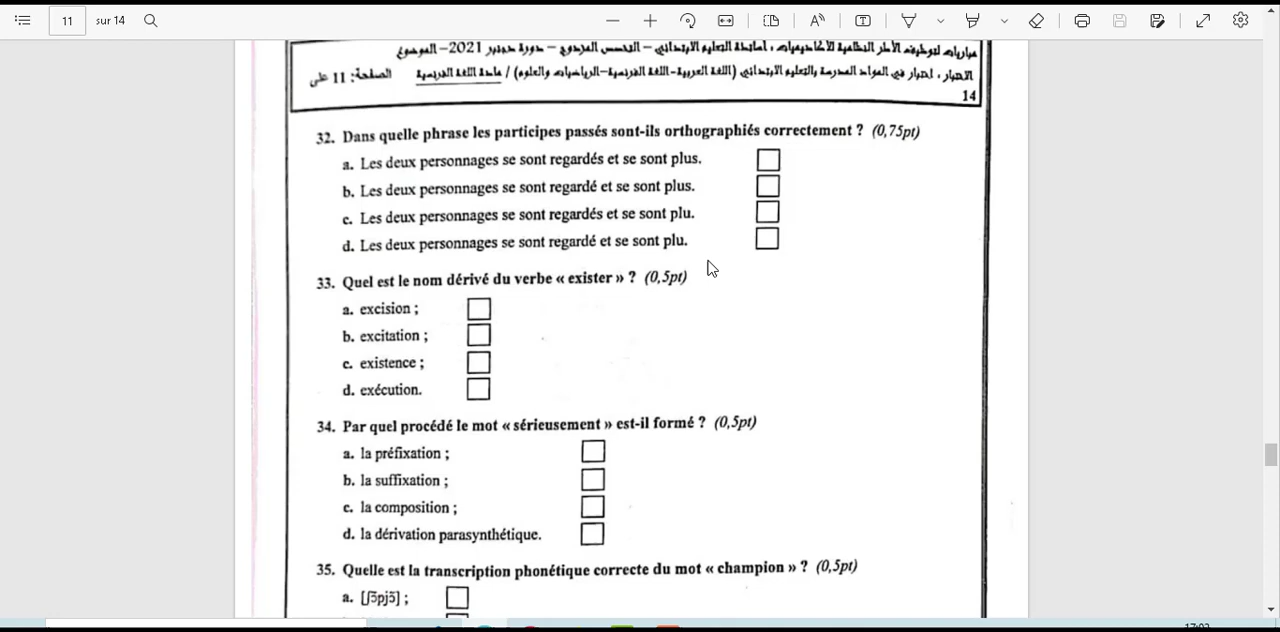 11 sur 14
مباريات لتوظيف الأطر النظامية للأكاديميات، أساتذة التعليم الابتدائي – التخصص المزدوج – دورة دجنبر 2021 – الموضوع
الاختبار: اختبار في المواد المدرسة بالتعليم الابتدائي (اللغة العربية-اللغة الفرنسية-الرياضيات والعلوم) / مادة اللغة الفرنسية الصفحة: 11 على
14
32. Dans quelle phrase les participes passés sont-ils orthographiés correctement ? (0,75pt)
a. Les deux personnages se sont regardés et se sont plus.
b. Les deux personnages se sont regardé et se sont plus.
c. Les deux personnages se sont regardés et se sont plu.
d. Les deux personnages se sont regardé et se sont plu.
33. Quel est le nom dérivé du verbe « exister » ? (0,5pt)
a. excision ;
b. excitation ;
c. existence ;
d. exécution.
34. Par quel procédé le mot « sérieusement » est-il formé ? (0,5pt)
a. la préfixation ;
b. la suffixation ;
c. la composition ;
d. la dérivation parasynthétique.
35. Quelle est la transcription phonétique correcte du mot « champion » ? (0,5pt)
a. [ʃɔ̃pjɔ̃] ;